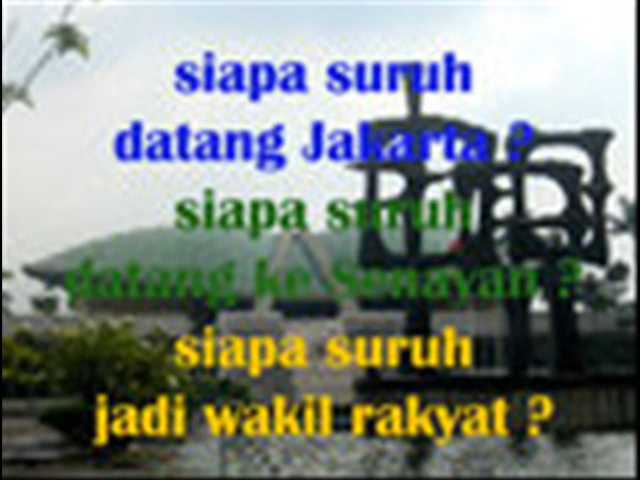 siapa suruh
datang Jakarta ?
siapa suruh
datang ke Senayan ?
siapa suruh
jadi wakil rakyat ?